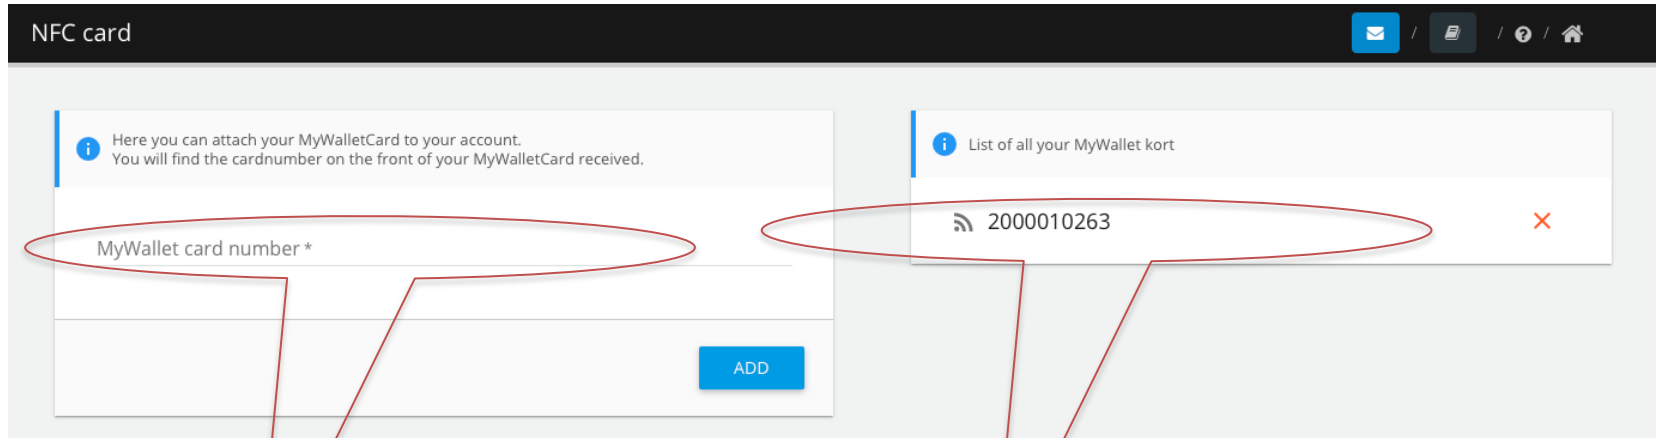 NFC card
/ / /
Here you can attach your MyWalletCard to your account.
You will find the cardnumber on the front of your MyWalletCard received.
MyWallet card number *
ADD
List of all your MyWallet kort
2000010263